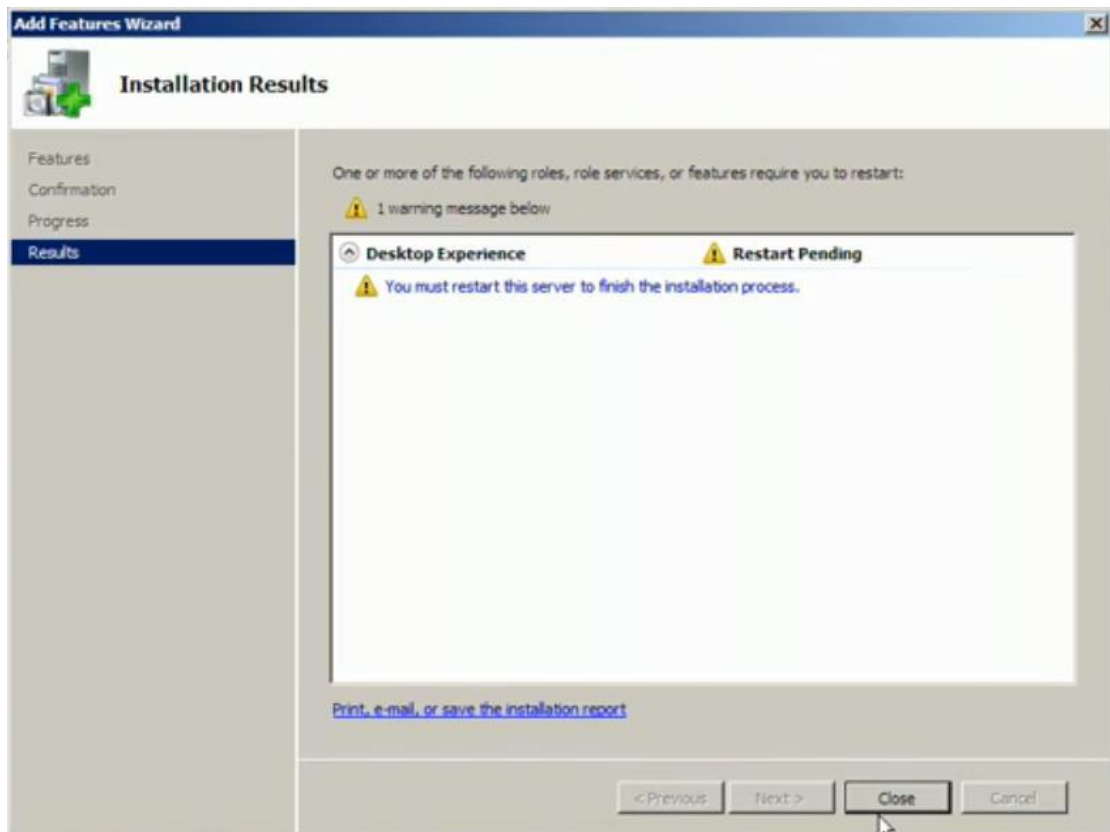 Add Features Wizard
Installation Results
Features
Confirmation
Progress
Results
One or more of the following roles, role services, or features require you to restart:
1 warning message below
Desktop Experience Restart Pending
You must restart this server to finish the installation process.
Print, e-mail, or save the installation report
< Previous Next > Close Cancel